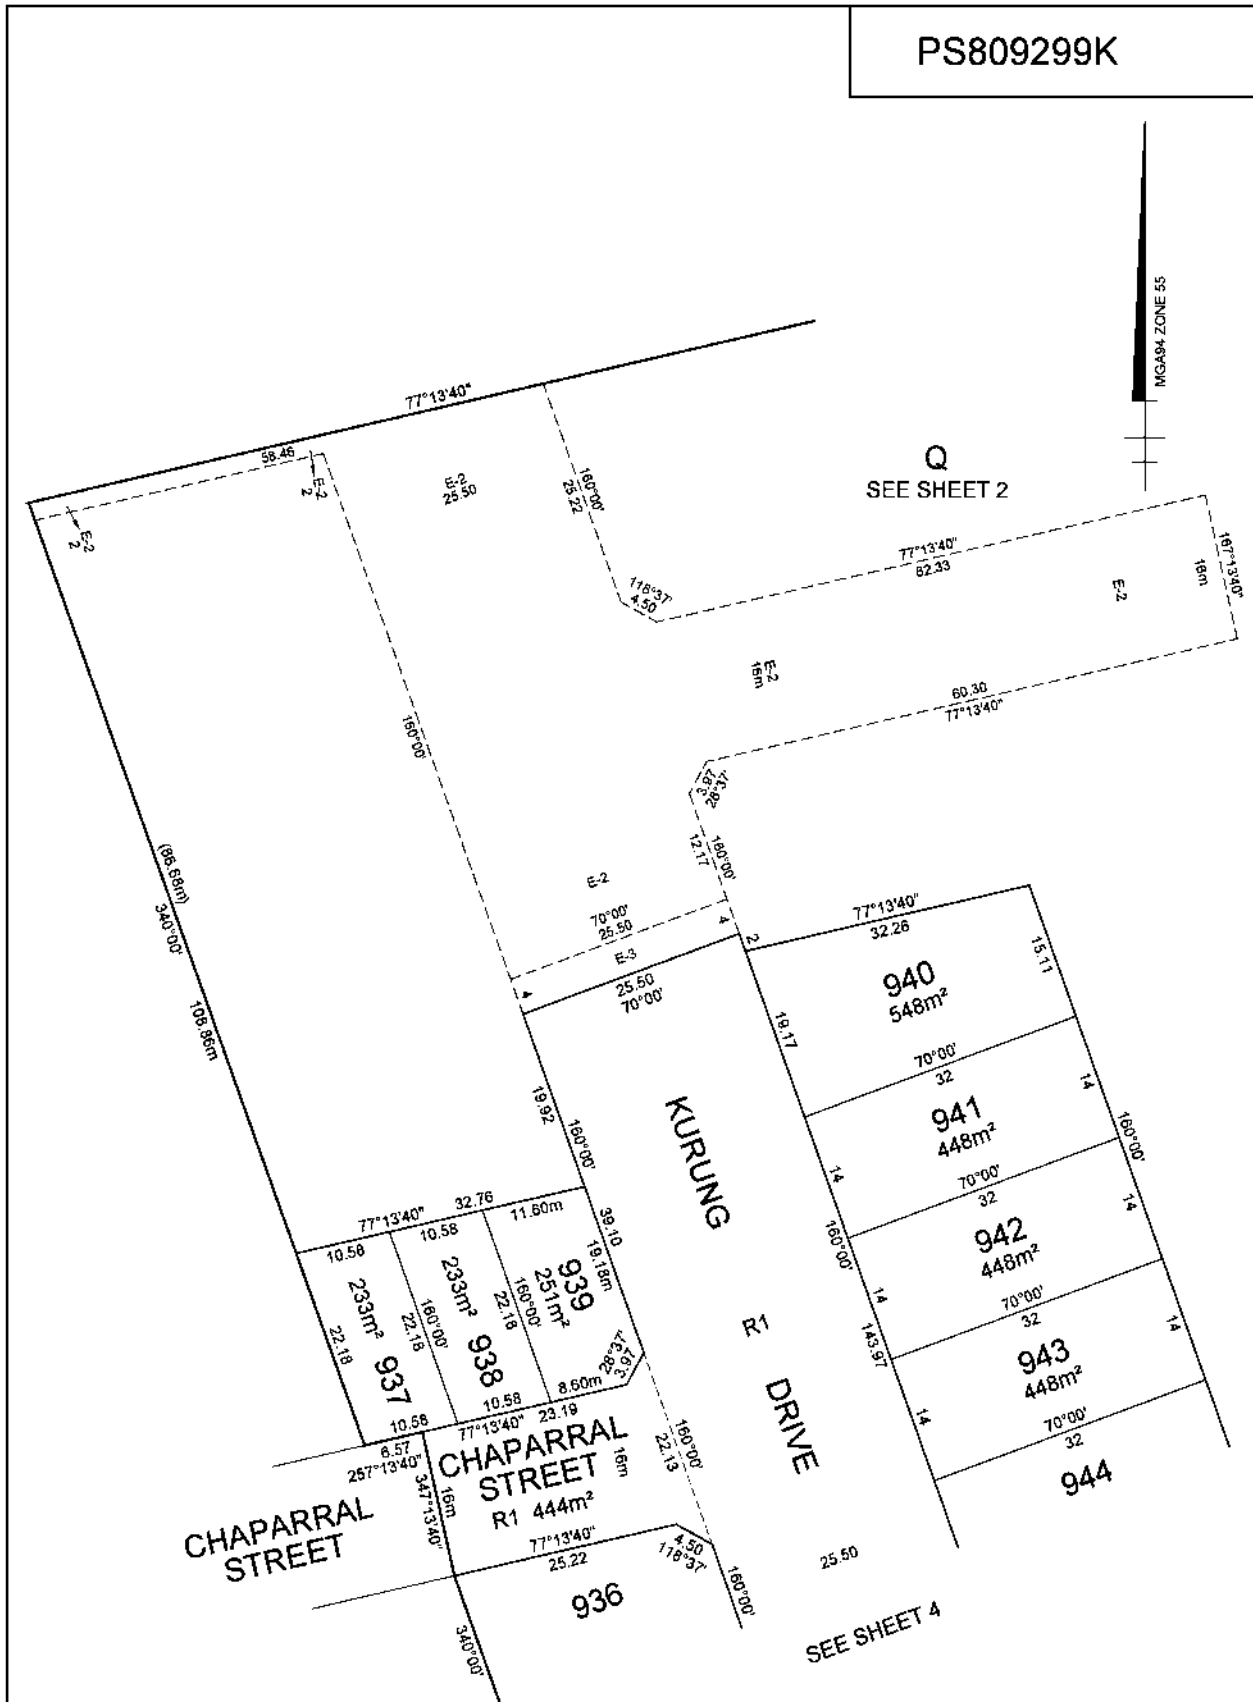 PS809299K
MGA94 ZONE 55
77°13'40"
58.46
E-2
2
E-2
2
E-2
25.50
160°00'
25.22
Q
SEE SHEET 2
77°13'40"
62.33
167°13'40"
16m
E-2
118°37'
4.50
E-2
16m
60.30
77°13'40"
160°00'
3.97
28°37'
160°00'
12.17
(86.68m)
340°00'
108.86m
E-2
70°00'
25.50
4
E-3
4
25.50
70°00'
2
77°13'40"
32.26
940
548m²
15.11
19.17
70°00'
32
14
941
448m²
160°00'
14
70°00'
32
14
942
448m²
160°00'
14
70°00'
32
14
943
448m²
143.97
14
70°00'
32
944
KURUNG
DRIVE
R1
19.92
160°00'
39.10
19.18m
77°13'40"
32.76
10.58
10.58
11.60m
22.18
233m²
937
22.18
160°00'
233m²
938
22.18
160°00'
939
251m²
28°37'
3.97
10.58
10.58
8.60m
77°13'40"
23.19
6.57
257°13'40"
CHAPARRAL
STREET
16m
R1 444m²
347°13'40"
16m
160°00'
22.13
CHAPARRAL
STREET
77°13'40"
25.22
4.50
118°37'
936
160°00'
340°00'
25.50
SEE SHEET 4